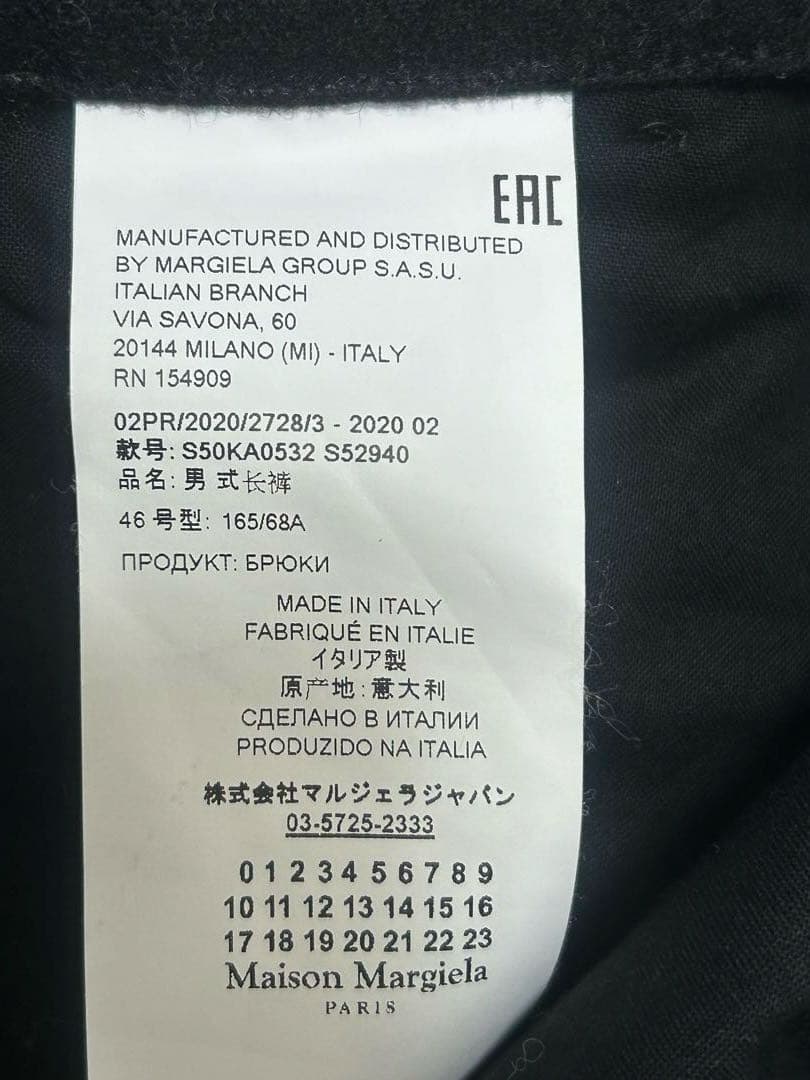 EAC
MANUFACTURED AND DISTRIBUTED
BY MARGIELA GROUP S.A.S.U.
ITALIAN BRANCH
VIA SAVONA, 60
20144 MILANO (MI) - ITALY
RN 154909
02PR/2020/2728/3 - 2020 02
款号: S50KA0532 S52940
品名: 男 式长裤
46 号型: 165/68A
ПРОДУКТ: БРЮКИ
MADE IN ITALY
FABRIQUÉ EN ITALIE
イタリア製
原产地: 意大利
СДЕЛАНО В ИТАЛИИ
PRODUZIDO NA ITALIA
株式会社マルジェラジャパン
03-5725-2333
0 1 2 3 4 5 6 7 8 9
10 11 12 13 14 15 16
17 18 19 20 21 22 23
Maison Margiela
PARIS